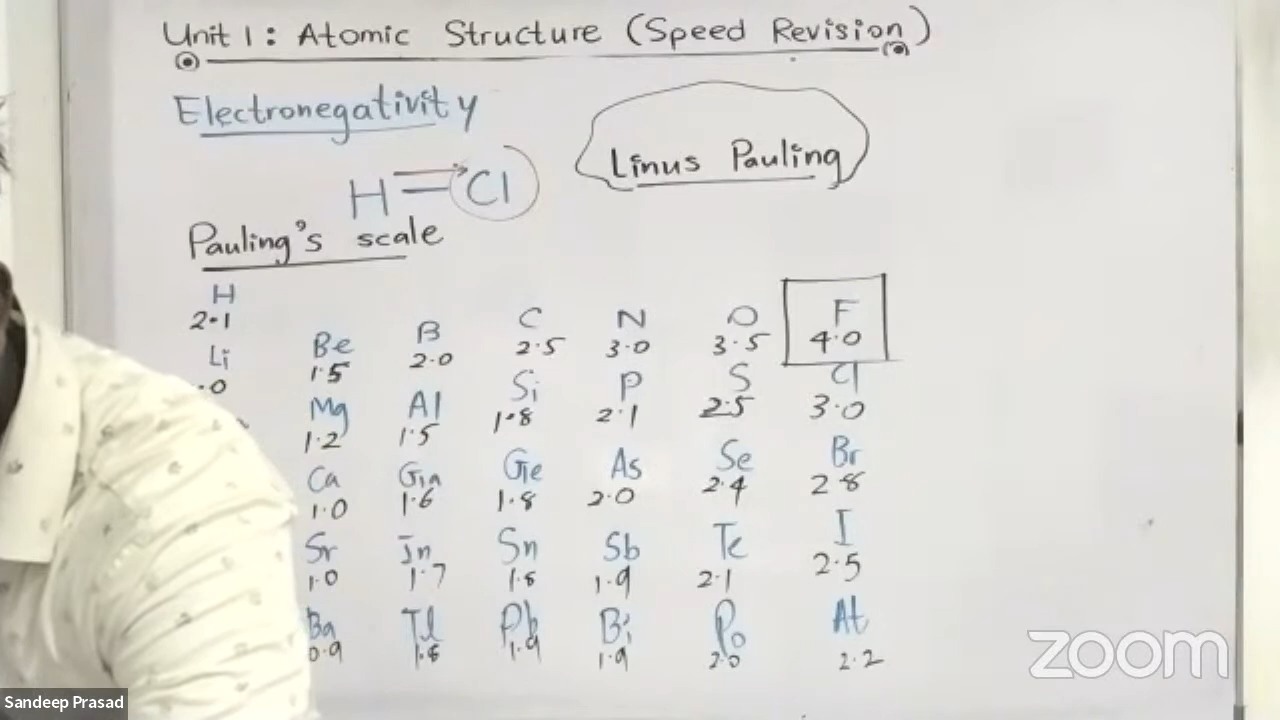 Unit 1: Atomic Structure (Speed Revision)
Electronegativity
Linus Pauling
H Cl
Pauling's scale
H
2.1
C N O F
2.5 3.0 3.5 4.0
Li Be B
.0 1.5 2.0
Mg Al Si P S Cl
1.2 1.5 1.8 2.1 2.5 3.0
Ca Ga Ge As Se Br
1.0 1.6 1.8 2.0 2.4 2.8
Sr In Sn Sb Te I
1.0 1.7 1.8 1.9 2.1 2.5
Ba Tl Pb Bi Po At
0.9 1.8 1.9 1.9 2.0 2.2
zoom
Sandeep Prasad